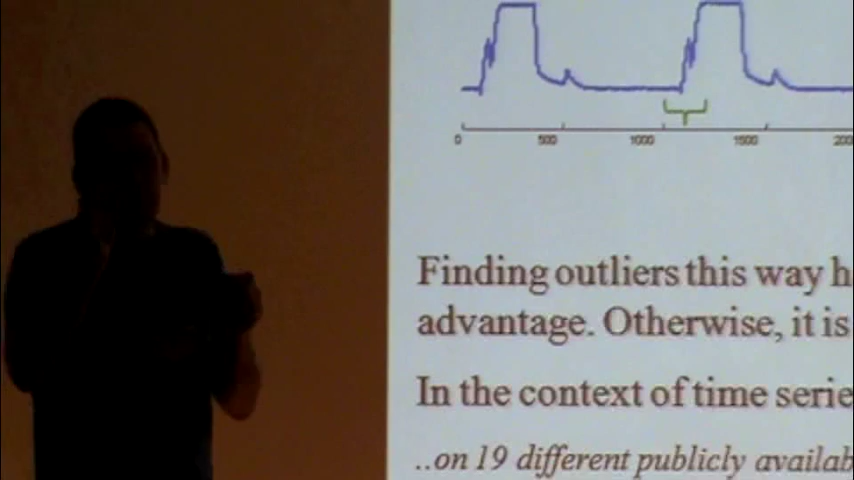 0 500 1000 1500 200
Finding outliers this way h
advantage. Otherwise, it is
In the context of time serie
..on 19 different publicly availab